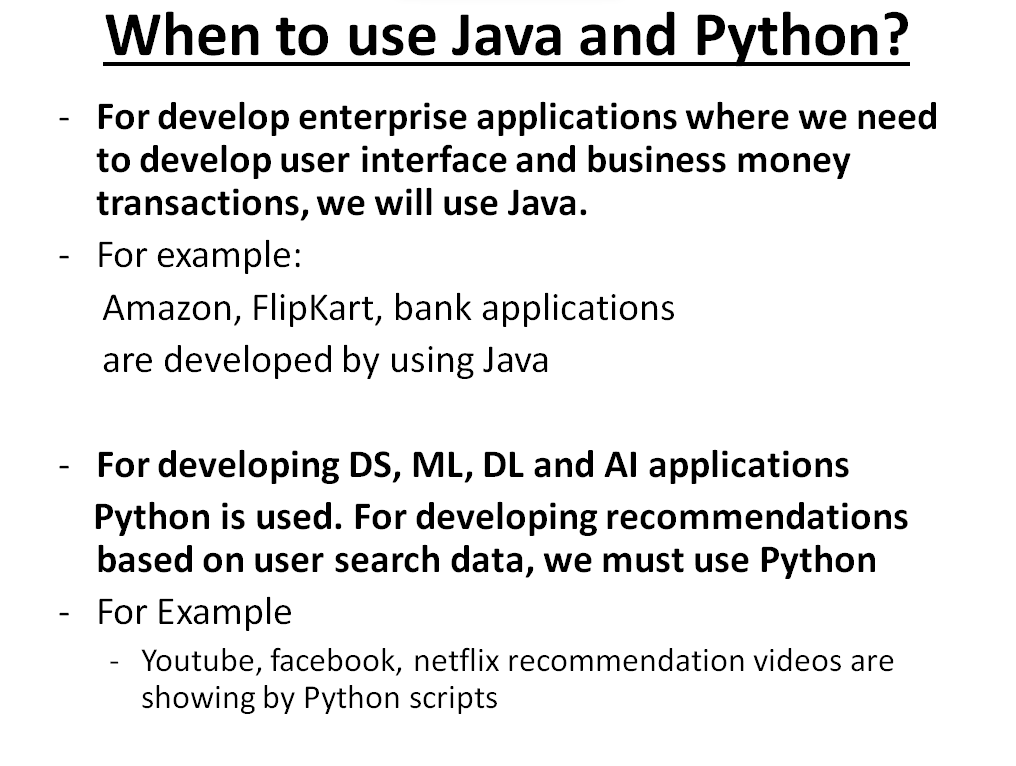 When to use Java and Python?
- For develop enterprise applications where we need
to develop user interface and business money
transactions, we will use Java.
- For example:
Amazon, FlipKart, bank applications
are developed by using Java
- For developing DS, ML, DL and AI applications
Python is used. For developing recommendations
based on user search data, we must use Python
- For Example
- Youtube, facebook, netflix recommendation videos are
showing by Python scripts